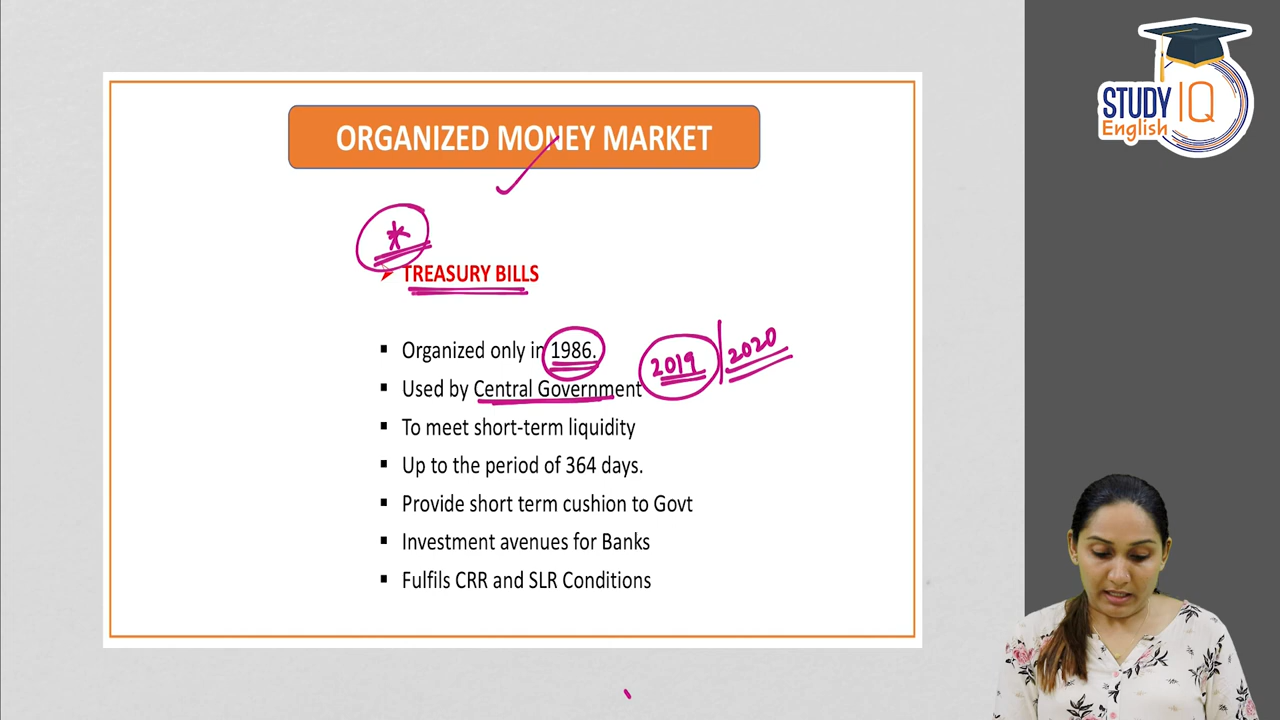 STUDY IQ
English
ORGANIZED MONEY MARKET
*
TREASURY BILLS
Organized only in 1986.
2019 | 2020
Used by Central Government
To meet short-term liquidity
Up to the period of 364 days.
Provide short term cushion to Govt
Investment avenues for Banks
Fulfils CRR and SLR Conditions